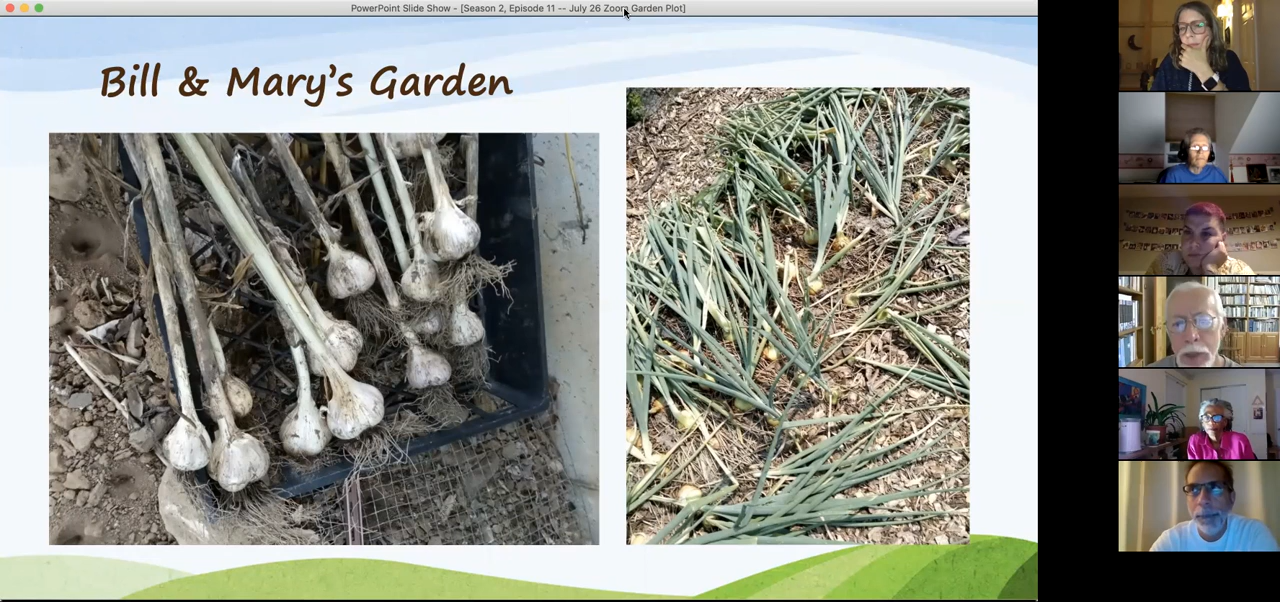 PowerPoint Slide Show - [Season 2, Episode 11 -- July 26 Zoom Garden Plot]
Bill & Mary's Garden